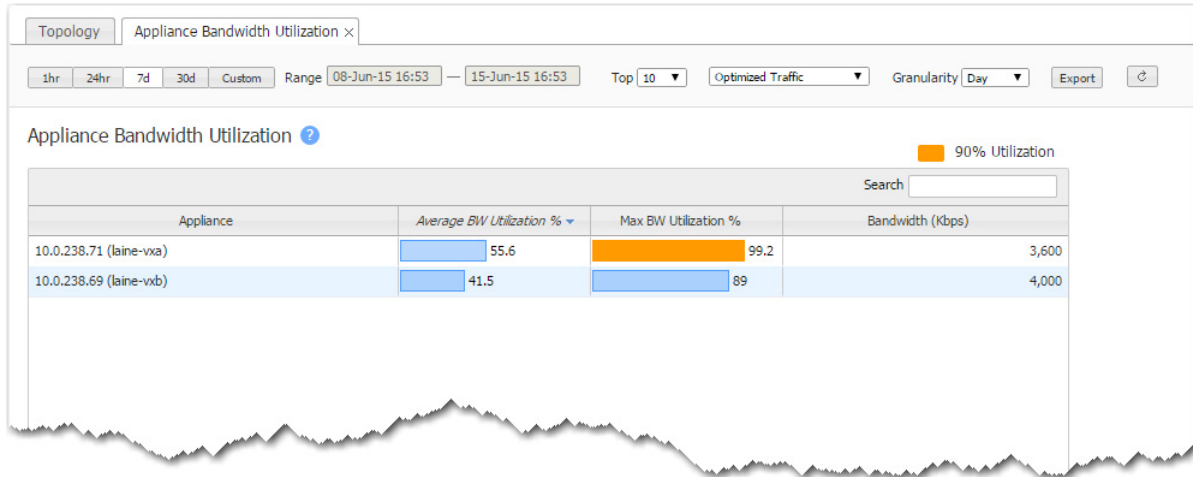 Topology Appliance Bandwidth Utilization ×
1hr 24hr 7d 30d Custom Range 08-Jun-15 16:53 — 15-Jun-15 16:53 Top 10 Optimized Traffic Granularity Day Export
Appliance Bandwidth Utilization ?
90% Utilization
Search
Appliance Average BW Utilization % Max BW Utilization % Bandwidth (Kbps)
10.0.238.71 (laine-vxa) 55.6 99.2 3,600
10.0.238.69 (laine-vxb) 41.5 89 4,000